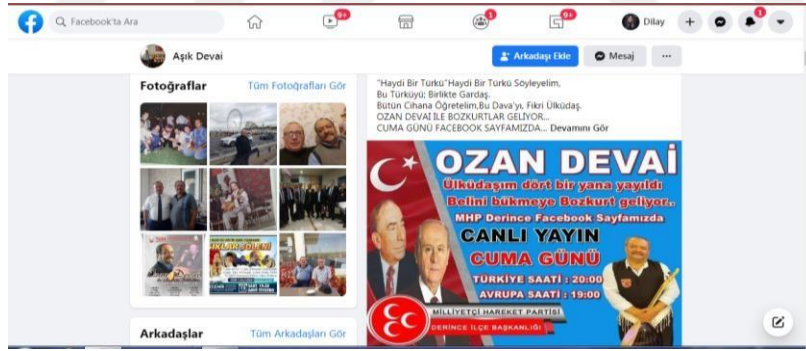 Facebook'ta Ara
9+
9+
1
Dilay
Aşık Devai
Arkadaşı Ekle
Mesaj
Fotoğraflar
Tüm Fotoğrafları Gör
Arkadaşlar
Tüm Arkadaşları Gör
"Haydi Bir Türkü"Haydi Bir Türkü Söyleyelim,
Bu Türküyü; Birlikte Gardaş.
Bütün Cihana Öğretelim,Bu Dava'yı, Fikri Ülküdaş.
OZAN DEVAİ İLE BOZKURTLAR GELİYOR...
CUMA GÜNÜ FACEBOOK SAYFAMIZDA... Devamını Gör
OZAN DEVAİ
Ülküdaşım dört bir yana yayıldı
Belini bükmeye Bozkurt geliyor..
MHP Derince Facebook Sayfamızda
CANLI YAYIN
CUMA GÜNÜ
TÜRKİYE SAATİ : 20:00
AVRUPA SAATİ : 19:00
MİLLİYETÇİ HAREKET PARTİSİ
DERİNCE İLÇE BAŞKANLIĞI